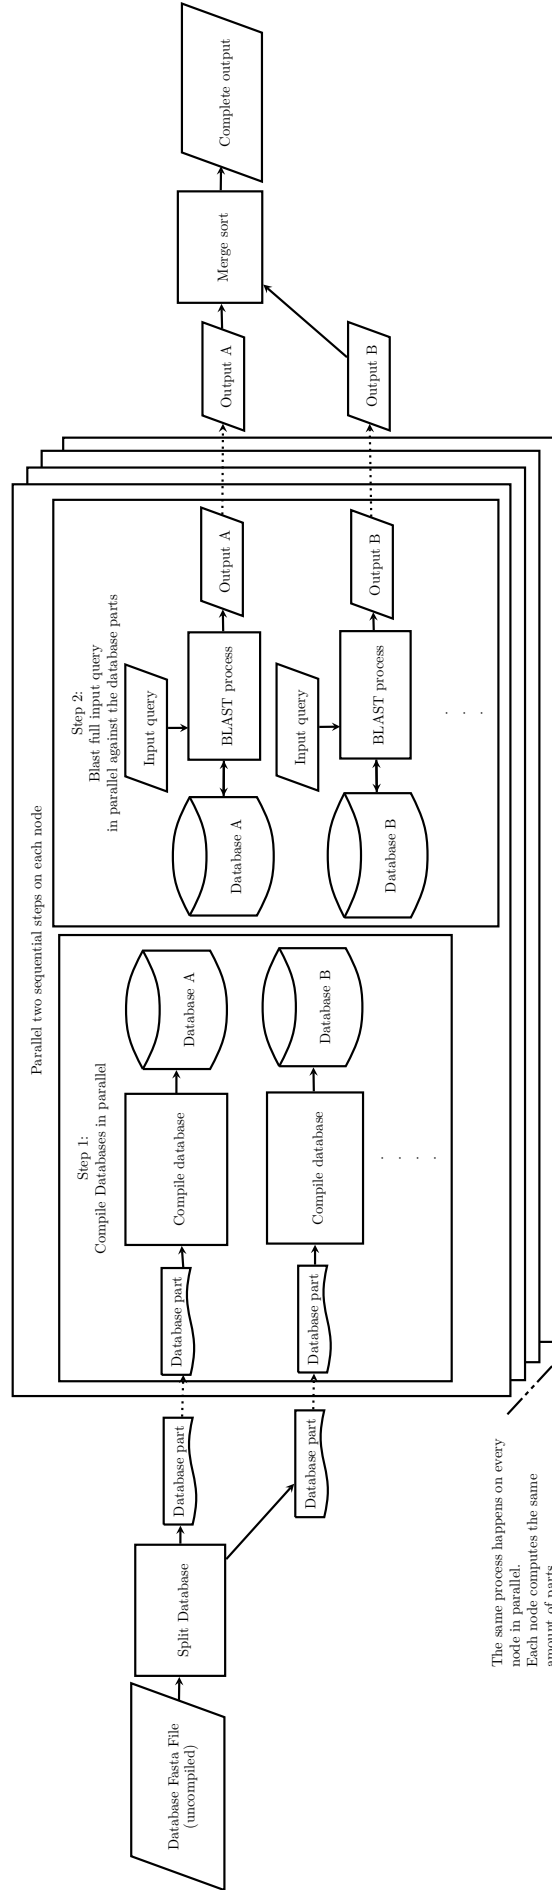 Database Fasta File
(uncompiled)
Split Database
Database part
Database part
Parallel two sequential steps on each node
Step 1:
Compile Databases in parallel
Database part
Compile database
Database A
Database part
Compile database
Database B
. . . .
Step 2:
Blast full input query
in parallel against the database parts
Input query
Database A
BLAST process
Output A
Input query
Database B
BLAST process
Output B
. . .
Output A
Output B
Merge sort
Complete output
The same process happens on every
node in parallel.
Each node computes the same
amount of parts